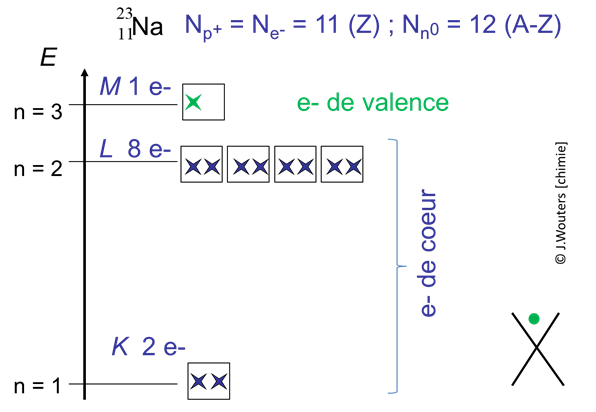 23
11Na Np+ = Ne- = 11 (Z) ; Nn0 = 12 (A-Z)
E
M 1 e-
e- de valence
n = 3
L 8 e-
n = 2
e- de coeur
© J.Wouters [chimie]
K 2 e-
n = 1